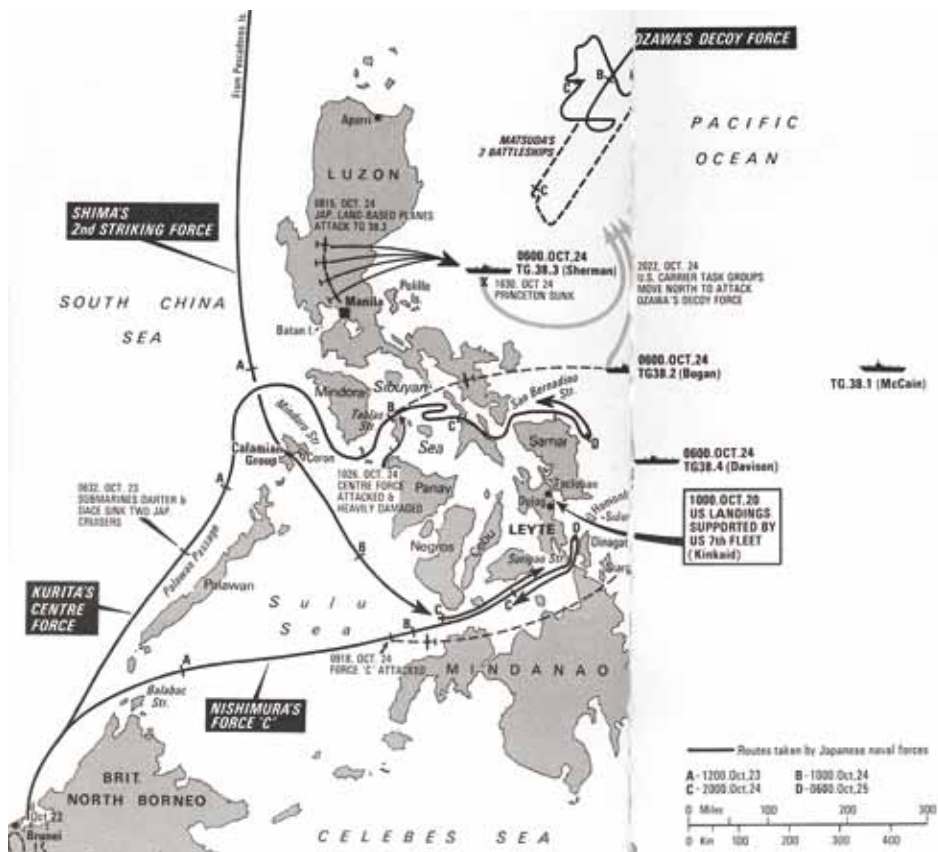 From Pescadores Is.
OZAWA'S DECOY FORCE
B
C
PACIFIC
OCEAN
MATSUDA'S
2 BATTLESHIPS
C
Aparri
LUZON
0815, OCT. 24
JAP. LAND-BASED PLANES
ATTACK TG 38.3
SHIMA'S
2nd STRIKING FORCE
0600.OCT.24
TG.38.3 (Sherman)
X 1630, OCT 24
PRINCETON SUNK
2022, OCT. 24
U.S. CARRIER TASK GROUPS
MOVE NORTH TO ATTACK
OZAWA'S DECOY FORCE
SOUTH CHINA
SEA
Polillo
Is.
Manila
Batan I.
0600.OCT.24
TG38.2 (Bogan)
TG.38.1 (McCain)
A
Mindoro
Sibuyan
Sea
San Bernadino
Str.
Tablas
Str.
B
C
D
Mindoro Str.
Calamian
Group
Coron
Samar
0600.OCT.24
TG38.4 (Davison)
1026, OCT. 24
CENTRE FORCE
ATTACKED &
HEAVILY DAMAGED
Panay
Tacloban
Dulag
LEYTE
1000.OCT.20
US LANDINGS
SUPPORTED BY
US 7th FLEET
(Kinkaid)
0632, OCT. 23
SUBMARINES DARTER &
DACE SINK TWO JAP.
CRUISERS
A
Negros
Cebu
D
Dinagat
Surigao Str.
B
Palawan Passage
Palawan
KURITA'S
CENTRE
FORCE
Sulu
Sea
C
C
B
A
0918, OCT. 24
FORCE 'C' ATTACKED
MINDANAO
Balabac
Str.
NISHIMURA'S
FORCE 'C'
BRIT.
NORTH BORNEO
Oct.23
Brunei
CELEBES SEA
Routes taken by Japanese naval forces
A-1200.Oct.23 B-1000.Oct.24
C-2000.Oct.24 D-0600.Oct.25
0 Miles 100 200 300
0 Km 100 200 300 400